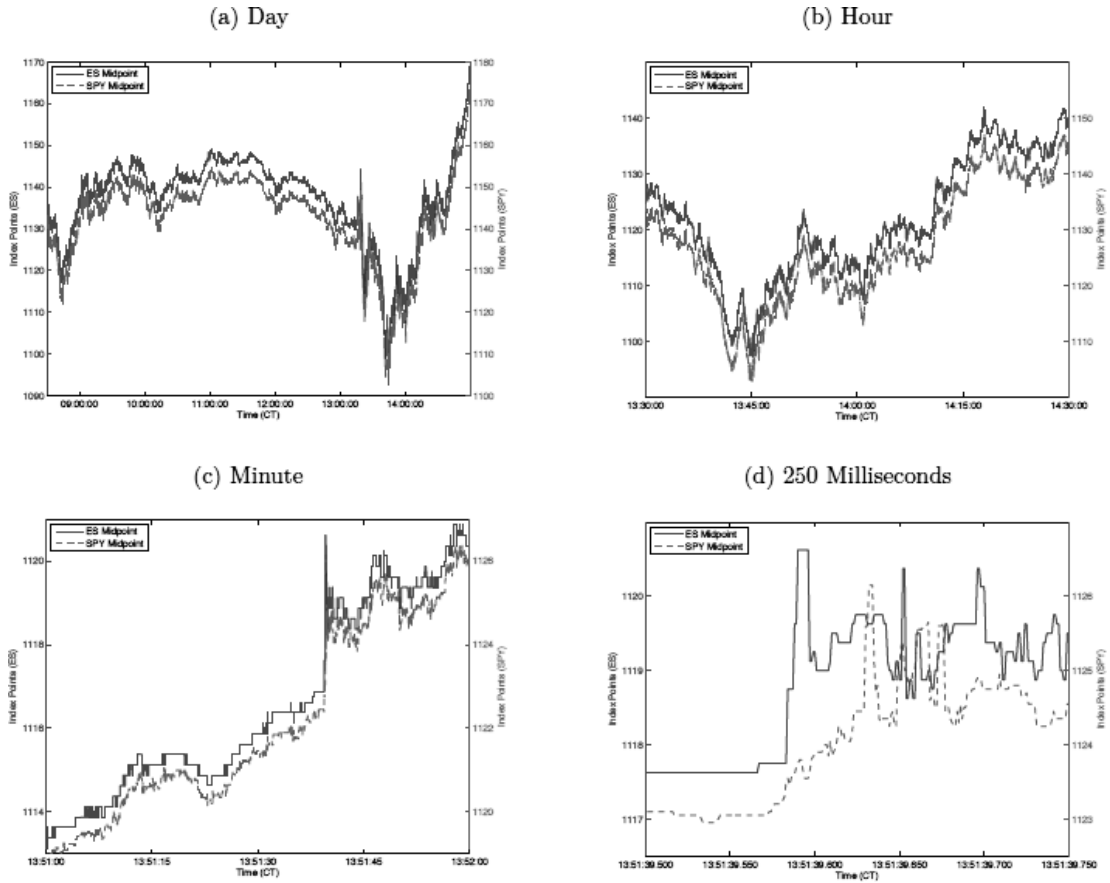 (a) Day
ES Midpoint
SPY Midpoint
1170
1160
1150
1140
1130
1120
1110
1100
1090
Index Points (ES)
1180
1170
1160
1150
1140
1130
1120
1110
1100
Index Points (SPY)
09:00:00 10:00:00 11:00:00 12:00:00 13:00:00 14:00:00
Time (CT)
(b) Hour
ES Midpoint
SPY Midpoint
1140
1130
1120
1110
1100
Index Points (ES)
1150
1140
1130
1120
1110
Index Points (SPY)
13:30:00 13:45:00 14:00:00 14:15:00 14:30:00
Time (CT)
(c) Minute
ES Midpoint
SPY Midpoint
1120
1118
1116
1114
Index Points (ES)
1126
1124
1122
1120
Index Points (SPY)
13:51:00 13:51:15 13:51:30 13:51:45 13:52:00
Time (CT)
(d) 250 Milliseconds
ES Midpoint
SPY Midpoint
1120
1119
1118
1117
Index Points (ES)
1126
1125
1124
1123
Index Points (SPY)
13:51:39.500 13:51:39.550 13:51:39.600 13:51:39.650 13:51:39.700 13:51:39.750
Time (CT)